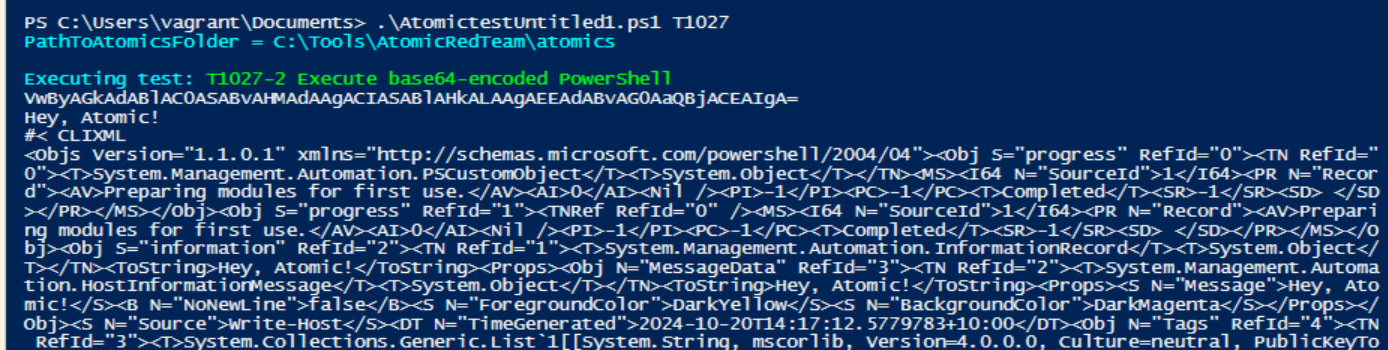 PS C:\Users\vagrant\Documents> .\AtomictestUntitled1.ps1 T1027
PathToAtomicsFolder = C:\Tools\AtomicRedTeam\atomics
Executing test: T1027-2 Execute base64-encoded PowerShell
VwByAGkAdABlAC0ASABvAHMAdAAgACIASABlAHkALAAgAEEAdABvAG0AaQBjACEAIgA=
Hey, Atomic!
#< CLIXML
<Objs Version="1.1.0.1" xmlns="http://schemas.microsoft.com/powershell/2004/04"><Obj S="progress" RefId="0"><TN RefId="
0"><T>System.Management.Automation.PSCustomObject</T><T>System.Object</T></TN><MS><I64 N="SourceId">1</I64><PR N="Recor
d"><AV>Preparing modules for first use.</AV><AI>0</AI><Nil /><PI>-1</PI><PC>-1</PC><T>Completed</T><SR>-1</SR><SD> </SD
></PR></MS></Obj><Obj S="progress" RefId="1"><TNRef RefId="0" /><MS><I64 N="SourceId">1</I64><PR N="Record"><AV>Prepari
ng modules for first use.</AV><AI>0</AI><Nil /><PI>-1</PI><PC>-1</PC><T>Completed</T><SR>-1</SR><SD> </SD></PR></MS></O
bj><Obj S="information" RefId="2"><TN RefId="1"><T>System.Management.Automation.InformationRecord</T><T>System.Object</
T></TN><ToString>Hey, Atomic!</ToString><Props><Obj N="MessageData" RefId="3"><TN RefId="2"><T>System.Management.Automa
tion.HostInformationMessage</T><T>System.Object</T></TN><ToString>Hey, Atomic!</ToString><Props><S N="Message">Hey, Ato
mic!</S><B N="NoNewLine">false</B><S N="ForegroundColor">DarkYellow</S><S N="BackgroundColor">DarkMagenta</S></Props></
Obj><S N="Source">Write-Host</S><DT N="TimeGenerated">2024-10-20T14:17:12.5779783+10:00</DT><Obj N="Tags" RefId="4"><TN
RefId="3"><T>System.Collections.Generic.List`1[[System.String, mscorlib, Version=4.0.0.0, Culture=neutral, PublicKeyTo